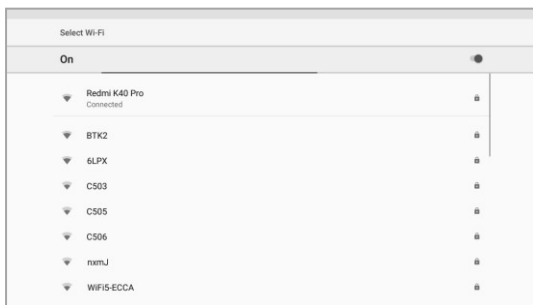 Select Wi-Fi
On
Redmi K40 Pro
Connected
BTK2
6LPX
C503
C505
C506
nxmJ
WiFi5-ECCA